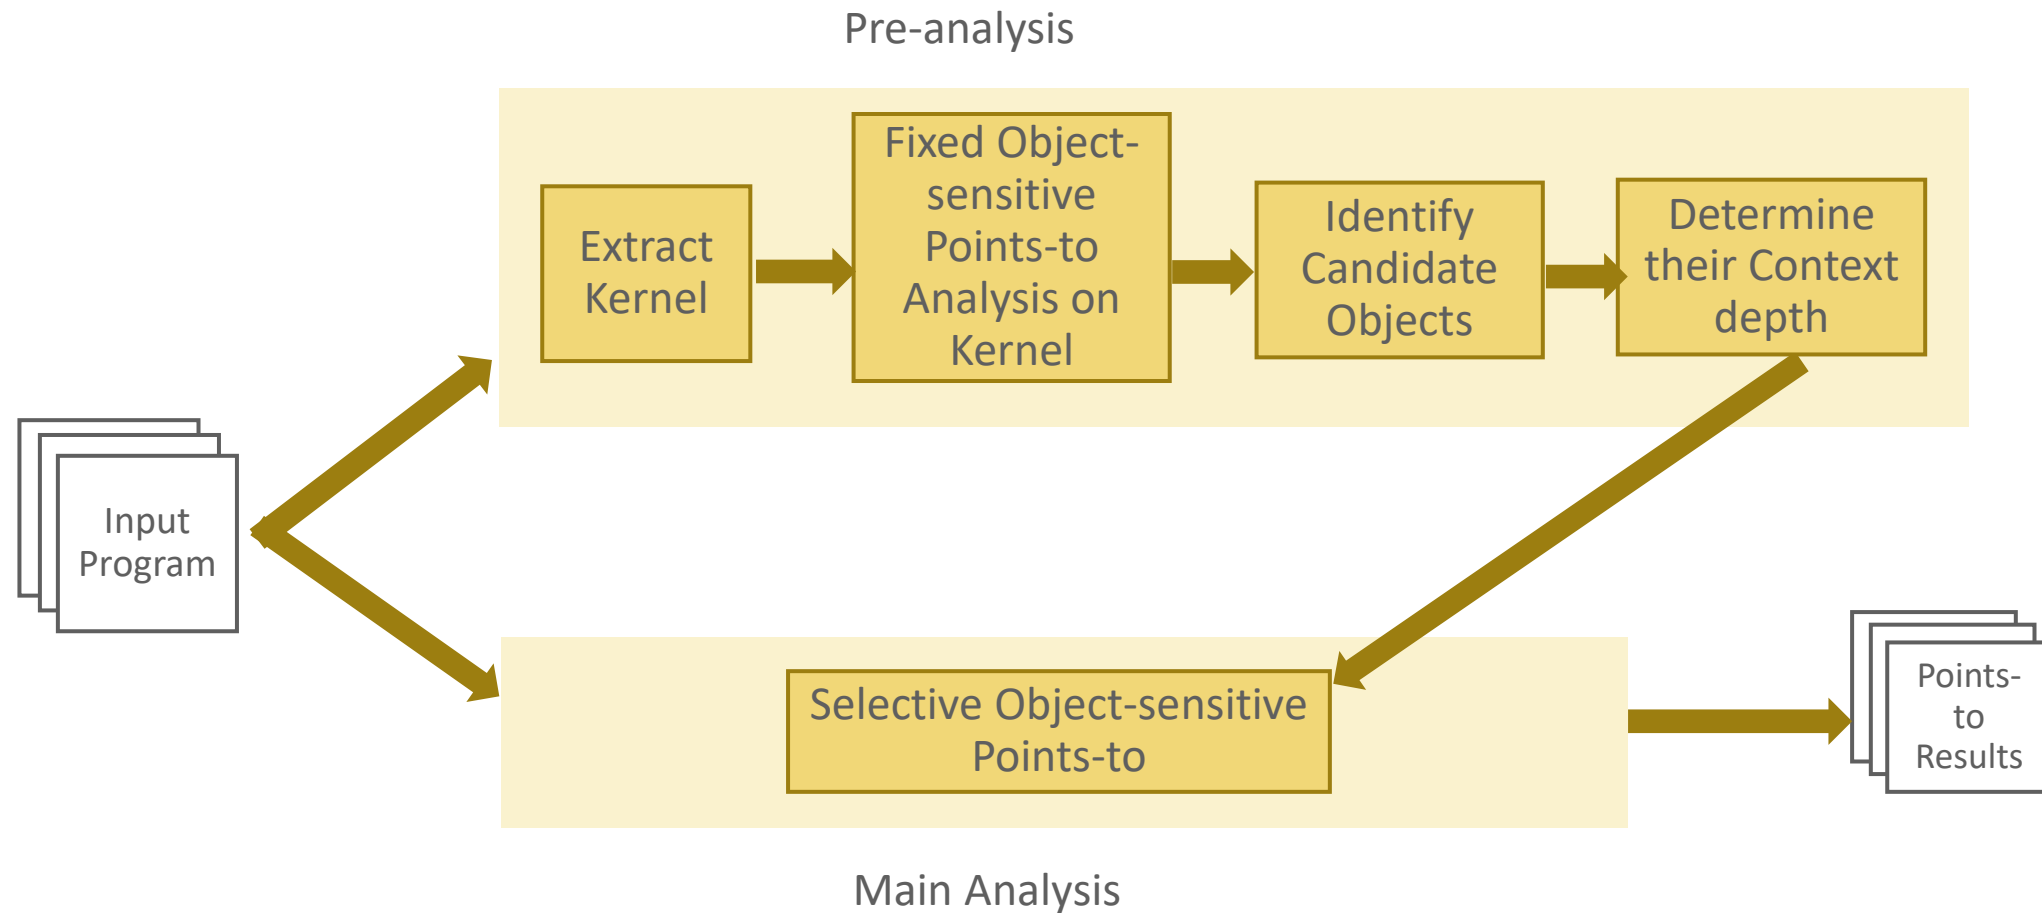 Pre-analysis
Extract
Kernel
Fixed Object-
sensitive
Points-to
Analysis on
Kernel
Identify
Candidate
Objects
Determine
their Context
depth
Input
Program
Selective Object-sensitive
Points-to
Points-
to
Results
Main Analysis